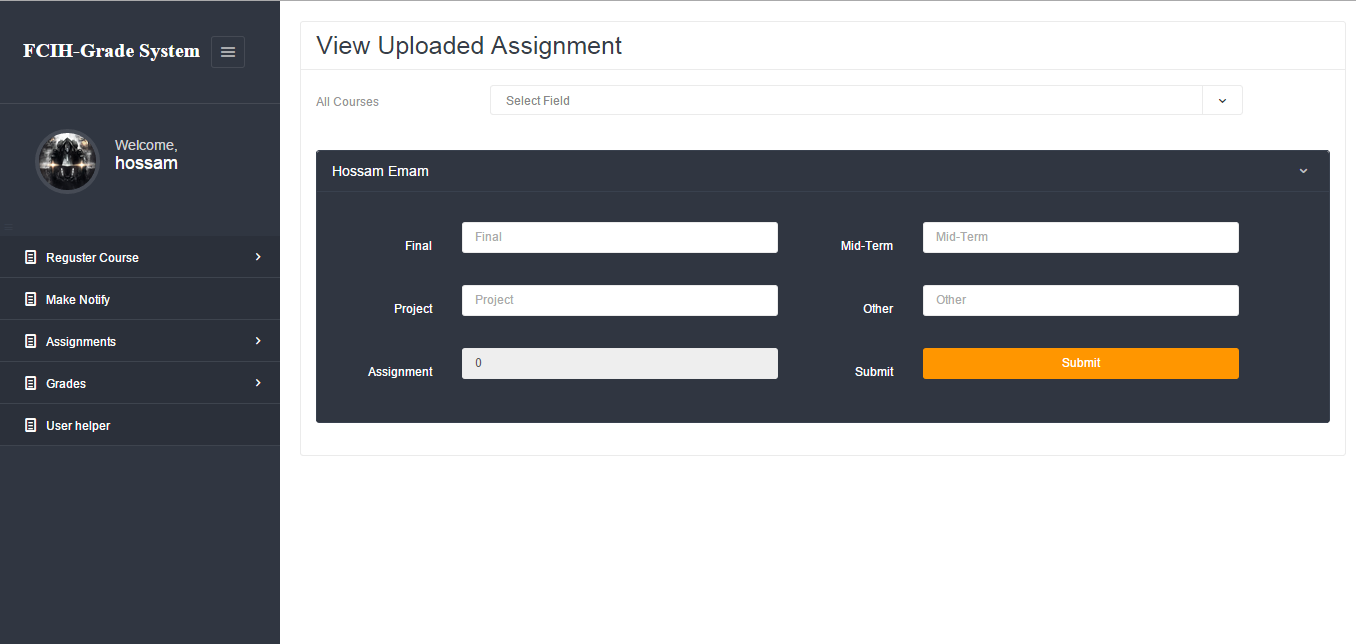 FCIH-Grade System
Welcome,
hossam
Reguster Course
Make Notify
Assignments
Grades
User helper
View Uploaded Assignment
All Courses
Select Field
Hossam Emam
Final
Final
Mid-Term
Mid-Term
Project
Project
Other
Other
Assignment
0
Submit
Submit